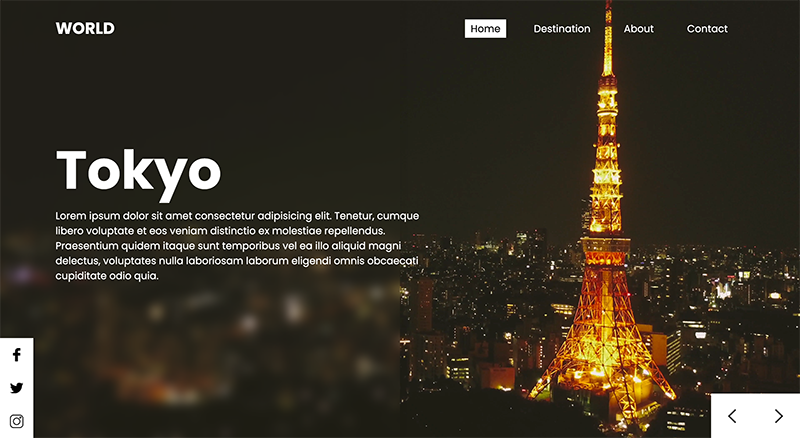 WORLD
Home Destination About Contact
Tokyo
Lorem ipsum dolor sit amet consectetur adipisicing elit. Tenetur, cumque
libero voluptate et eos veniam distinctio ex molestiae repellendus.
Praesentium quidem itaque sunt temporibus vel ea illo aliquid magni
delectus, voluptates nulla laboriosam laborum eligendi omnis obcaecati
cupiditate odio quia.